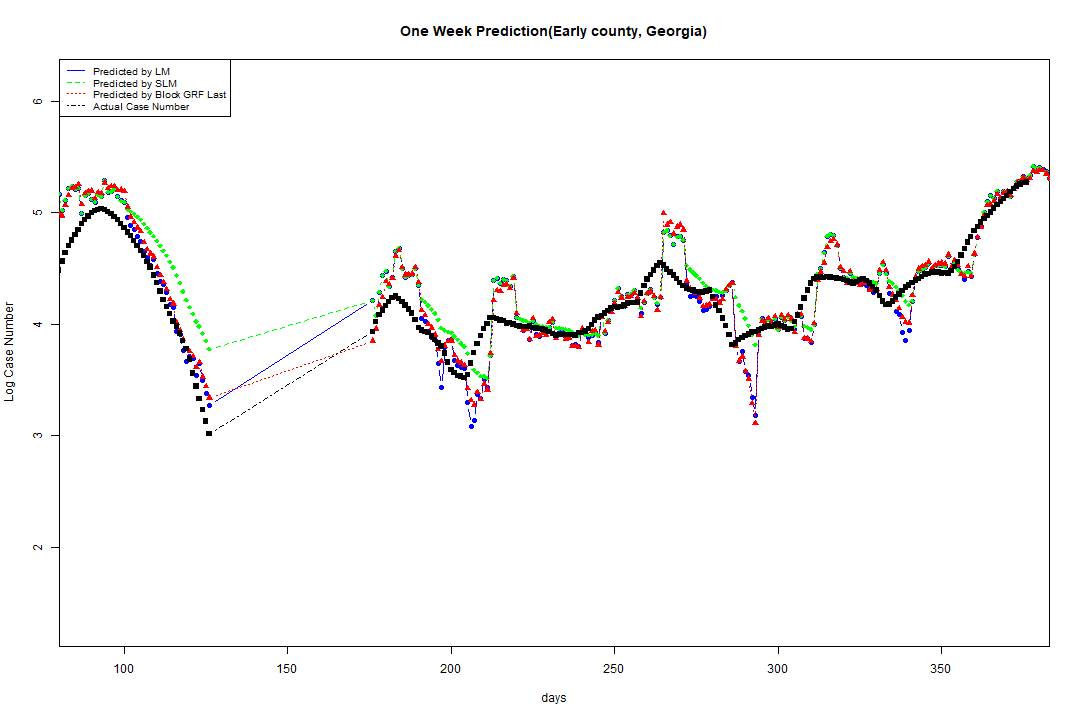 One Week Prediction(Early county, Georgia)
Predicted by LM
Predicted by SLM
Predicted by Block GRF Last
Actual Case Number
6
5
4
3
2
Log Case Number
100 150 200 250 300 350
days